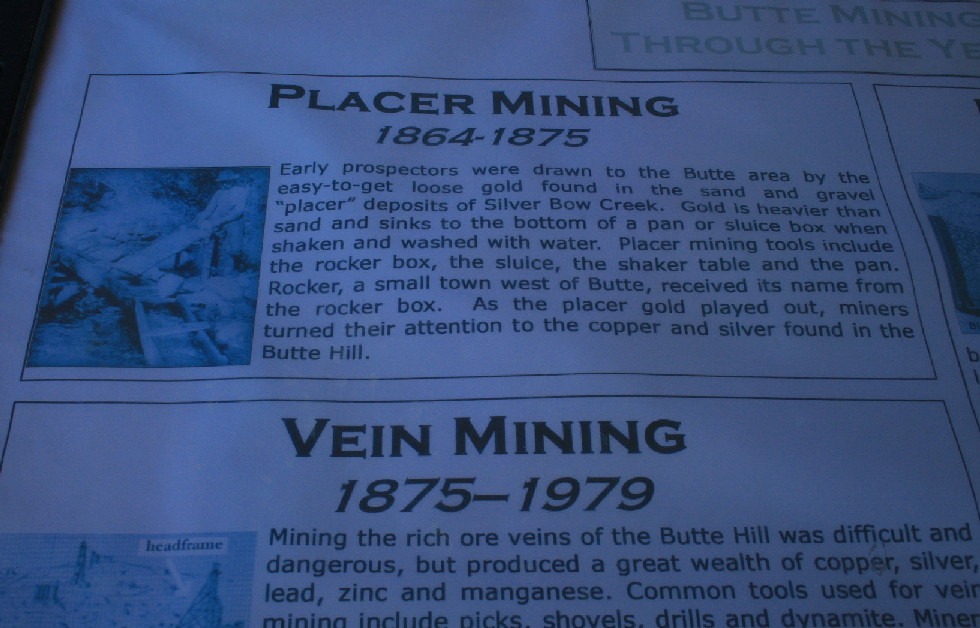 BUTTE MINING
THROUGH THE
PLACER MINING
1864-1875
Early prospectors were drawn to the Butte area by the
easy-to-get loose gold found in the sand and gravel
"placer" deposits of Silver Bow Creek. Gold is heavier than
sand and sinks to the bottom of a pan or sluice box when
shaken and washed with water. Placer mining tools include
the rocker box, the sluice, the shaker table and the pan.
Rocker, a small town west of Butte, received its name from
the rocker box. As the placer gold played out, miners
turned their attention to the copper and silver found in the
Butte Hill.
VEIN MINING
1875—1979
headframe
Mining the rich ore veins of the Butte Hill was difficult and
dangerous, but produced a great wealth of copper, silver,
lead, zinc and manganese. Common tools used for vein
mining include picks, shovels, drills and dynamite.